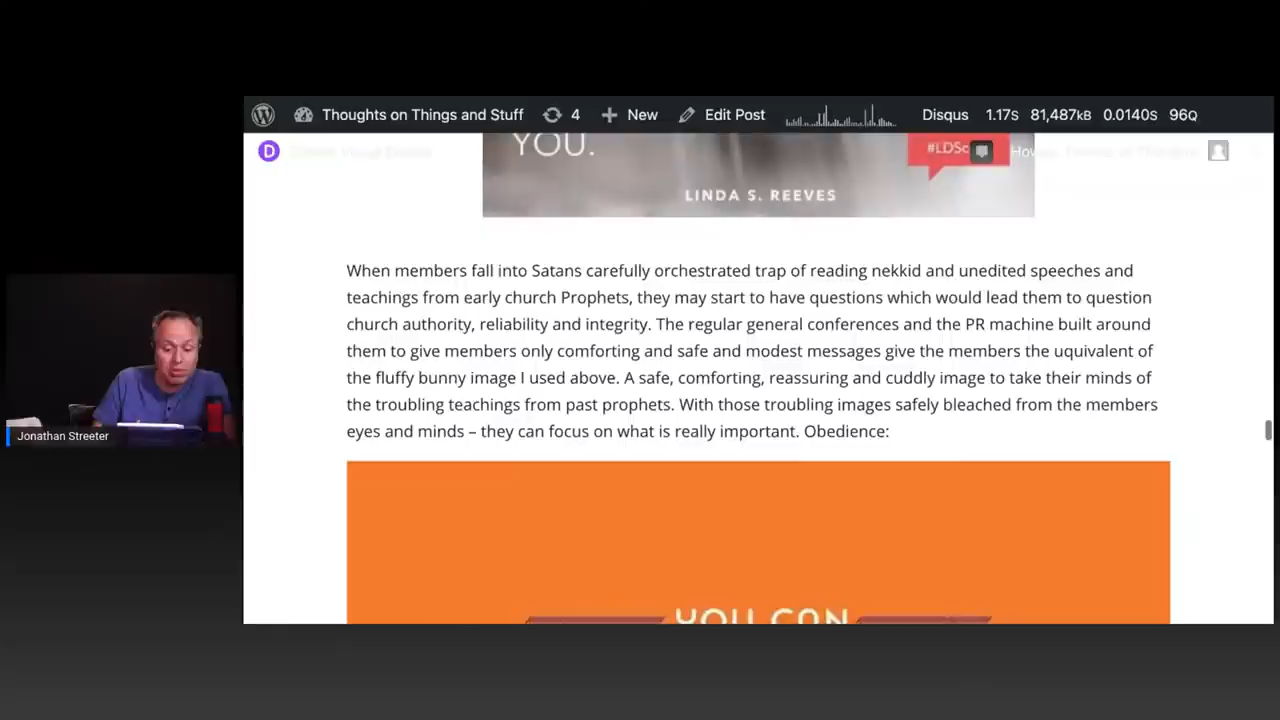 Thoughts on Things and Stuff 4 New Edit Post Disqus 1.17s 81,487kB 0.0140s 96Q
D
YOU.
#LDSc
LINDA S. REEVES
When members fall into Satans carefully orchestrated trap of reading nekkid and unedited speeches and
teachings from early church Prophets, they may start to have questions which would lead them to question
church authority, reliability and integrity. The regular general conferences and the PR machine built around
them to give members only comforting and safe and modest messages give the members the uquivalent of
the fluffy bunny image I used above. A safe, comforting, reassuring and cuddly image to take their minds of
the troubling teachings from past prophets. With those troubling images safely bleached from the members
eyes and minds – they can focus on what is really important. Obedience:
Jonathan Streeter
YOU CAN